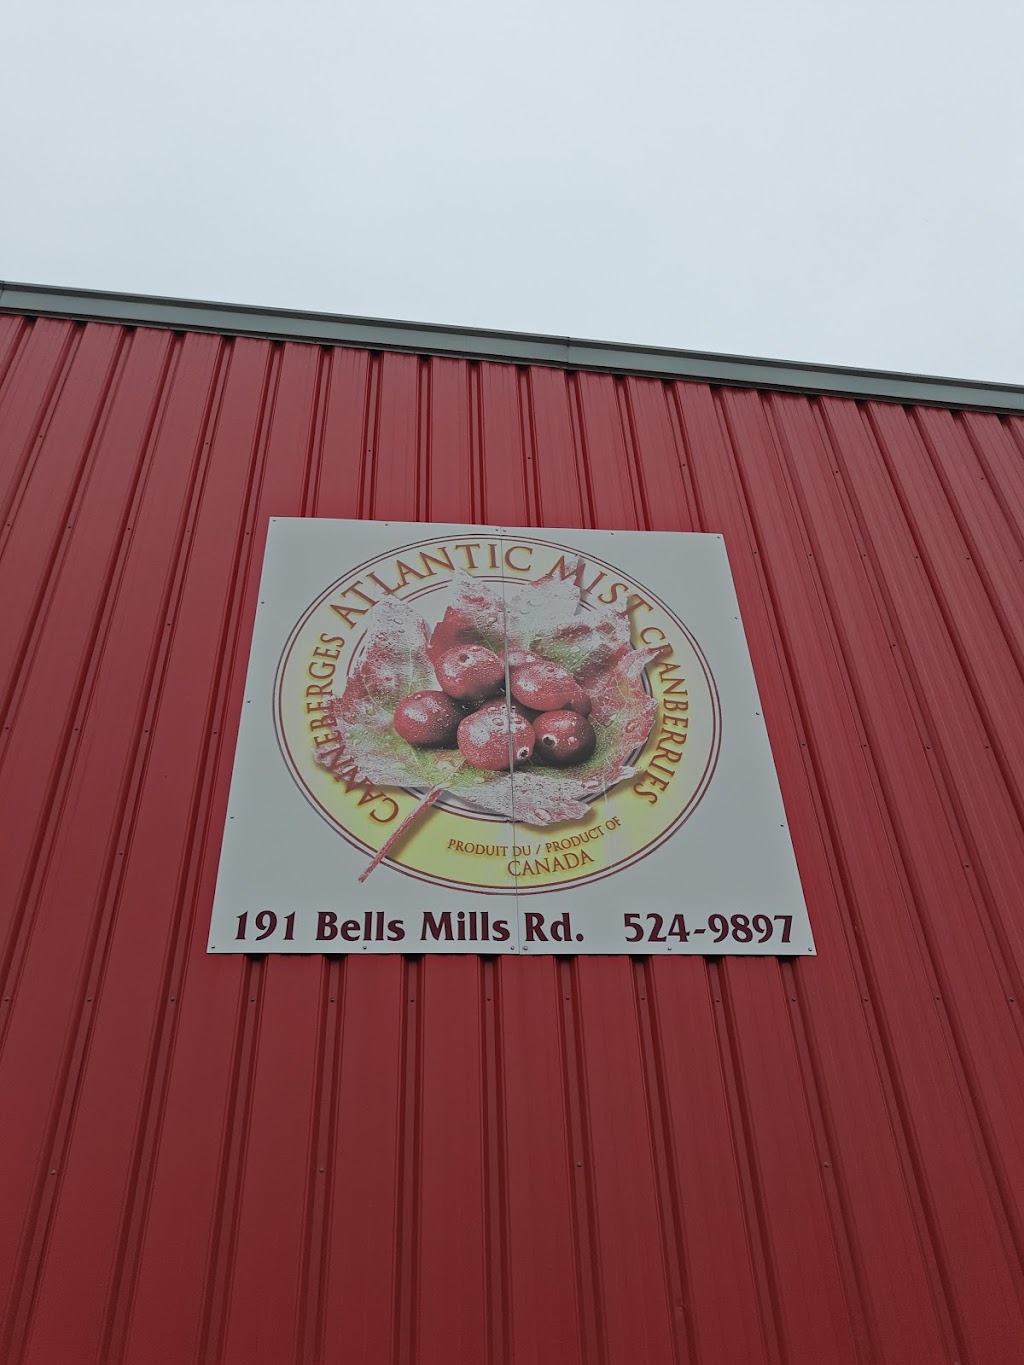 CANNEBERGES ATLANTIC MIST CRANBERRIES
PRODUIT DU / PRODUCT OF
CANADA
191 Bells Mills Rd. 524-9897